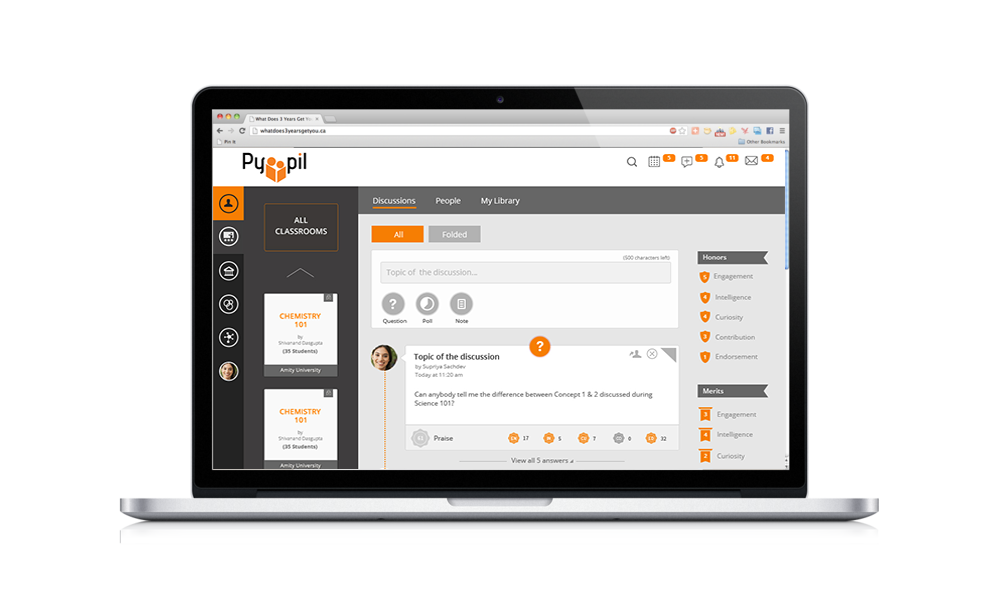 What Does 3 Years Get
whatdoes3yearsgetyou.ca
Pin It
Other Bookmarks
Pyoopil
5
5
11
4
Discussions
People
My Library
ALL
CLASSROOMS
All
Folded
(500 characters left)
Topic of the discussion...
Question
Poll
Note
CHEMISTRY
101
by
Shivanand Dasgupta
(35 Students)
Amity University
CHEMISTRY
101
by
Shivanand Dasgupta
(35 Students)
Amity University
?
Topic of the discussion
by Supriya Sachdev
Today at 11:20 am
Can anybody tell me the difference between Concept 1 & 2 discussed during
Science 101?
Praise
17
5
7
0
32
View all 5 answers
Honors
5 Engagement
4 Intelligence
4 Curiosity
3 Contribution
1 Endorsement
Merits
3 Engagement
4 Intelligence
2 Curiosity